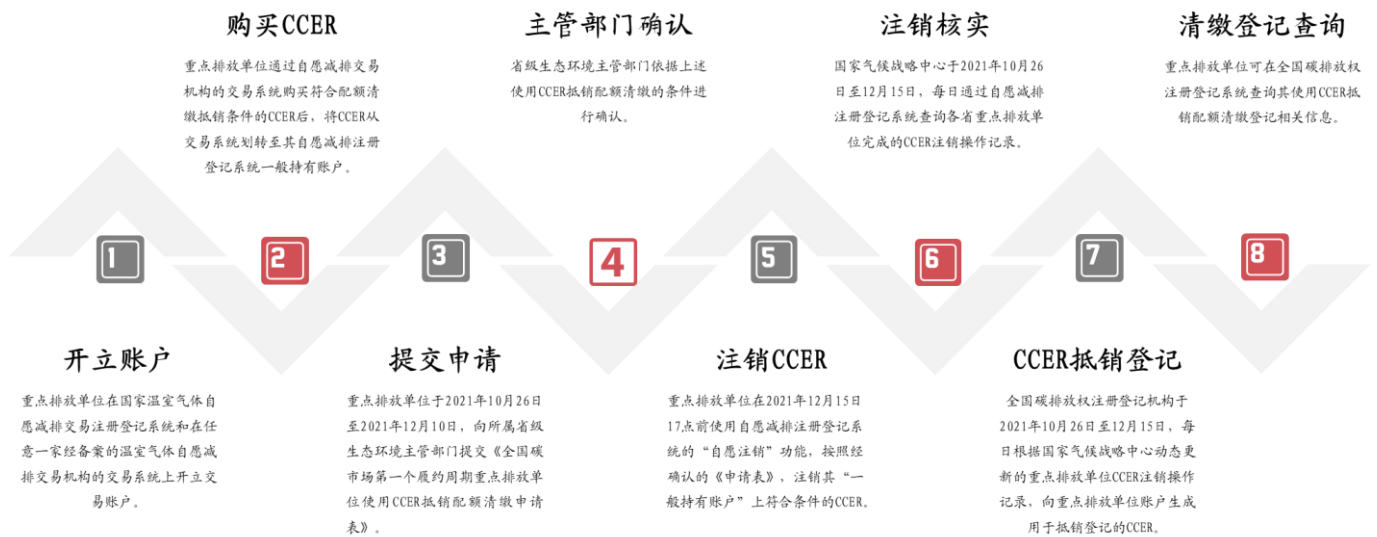 购买CCER
重点排放单位通过自愿减排交易
机构的交易系统购买符合配额清
缴抵销条件的CCER后，将CCER从
交易系统划转至其自愿减排注册
登记系统一般持有账户。
主管部门确认
省级生态环境主管部门依据上述
使用CCER抵销配额清缴的条件进
行确认。
注销核实
国家气候战略中心于2021年10月26
日至12月15日，每日通过自愿减排
注册登记系统查询各省重点排放单
位完成的CCER注销操作记录。
清缴登记查询
重点排放单位可在全国碳排放权
注册登记系统查询其使用CCER抵
销配额清缴登记相关信息。
1
2
3
4
5
6
7
8
开立账户
重点排放单位在国家温室气体自
愿减排交易注册登记系统和在任
意一家经备案的温室气体自愿减
排交易机构的交易系统上开立交
易账户。
提交申请
重点排放单位于2021年10月26日
至2021年12月10日，向所属省级
生态环境主管部门提交《全国碳
市场第一个履约周期重点排放单
位使用CCER抵销配额清缴申请
表》。
注销CCER
重点排放单位在2021年12月15日
17点前使用自愿减排注册登记系
统的“自愿注销”功能，按照经
确认的《申请表》，注销其“一
般持有账户”上符合条件的CCER。
CCER抵销登记
全国碳排放权注册登记机构于
2021年10月26日至12月15日，每
日根据国家气候战略中心动态更
新的重点排放单位CCER注销操作
记录，向重点排放单位账户生成
用于抵销登记的CCER。